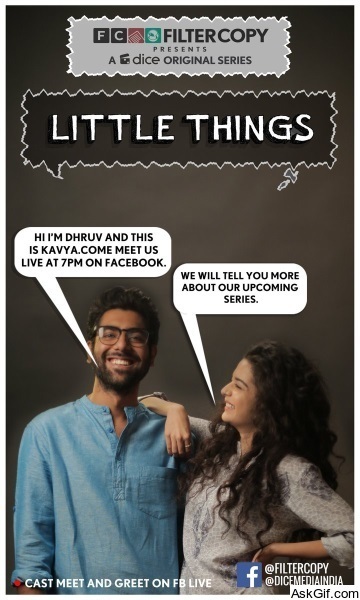 FC FILTERCOPY
PRESENTS
A dice ORIGINAL SERIES
LITTLE THINGS
HI I'M DHRUV AND THIS
IS KAVYA.COME MEET US
LIVE AT 7PM ON FACEBOOK.
WE WILL TELL YOU MORE
ABOUT OUR UPCOMING
SERIES.
CAST MEET AND GREET ON FB LIVE
f @FILTERCOPY
@DICEMEDIAINDIA
AskGif.com